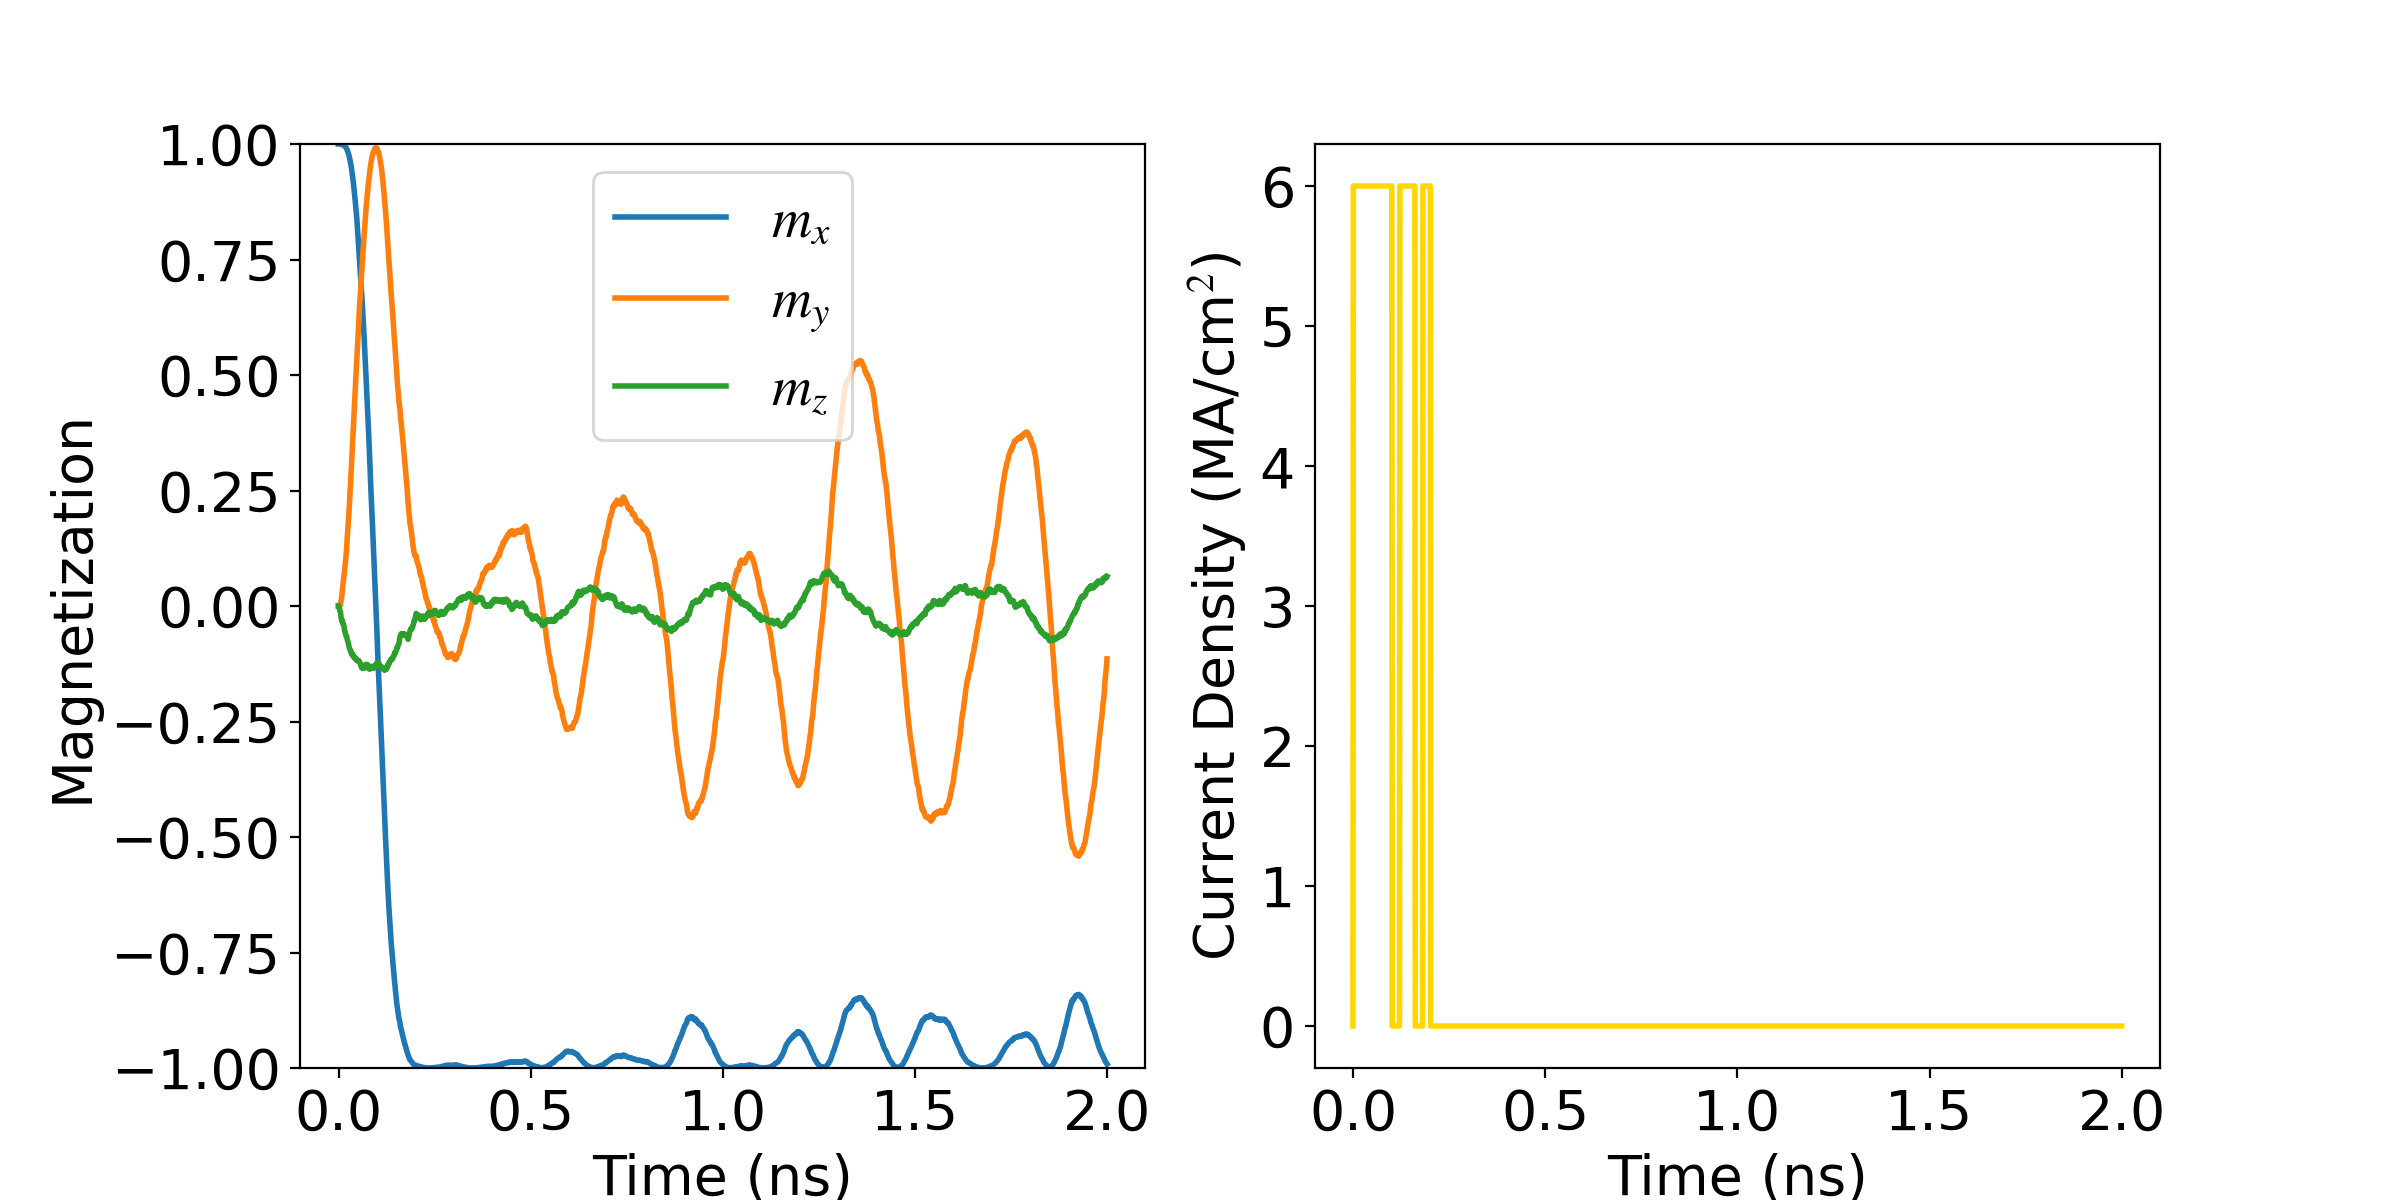 1.00
0.75
0.50
0.25
0.00
−0.25
−0.50
−0.75
−1.00
Magnetization
m_x
m_y
m_z
0.0 0.5 1.0 1.5 2.0
Time (ns)
6
5
4
3
2
1
0
Current Density (MA/cm²)
0.0 0.5 1.0 1.5 2.0
Time (ns)